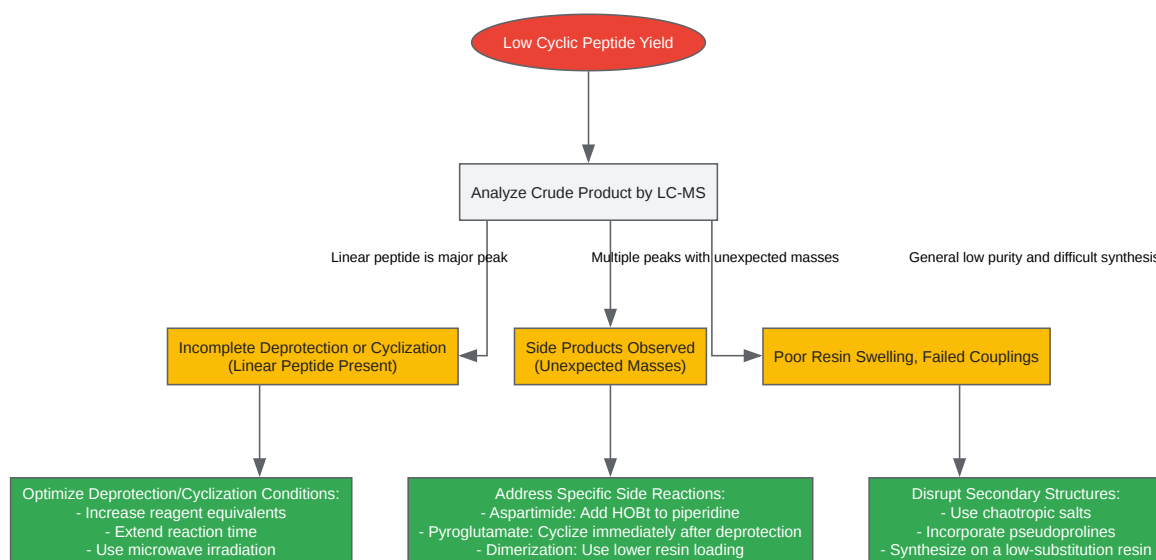 Low Cyclic Peptide Yield
Analyze Crude Product by LC-MS
Linear peptide is major peak
Multiple peaks with unexpected masses
General low purity and difficult synthesis
Incomplete Deprotection or Cyclization
(Linear Peptide Present)
Side Products Observed
(Unexpected Masses)
Poor Resin Swelling, Failed Couplings
Optimize Deprotection/Cyclization Conditions:
- Increase reagent equivalents
- Extend reaction time
- Use microwave irradiation
Address Specific Side Reactions:
- Aspartimide: Add HOBt to piperidine
- Pyroglutamate: Cyclize immediately after deprotection
- Dimerization: Use lower resin loading
Disrupt Secondary Structures:
- Use chaotropic salts
- Incorporate pseudoprolines
- Synthesize on a low-substitution resin